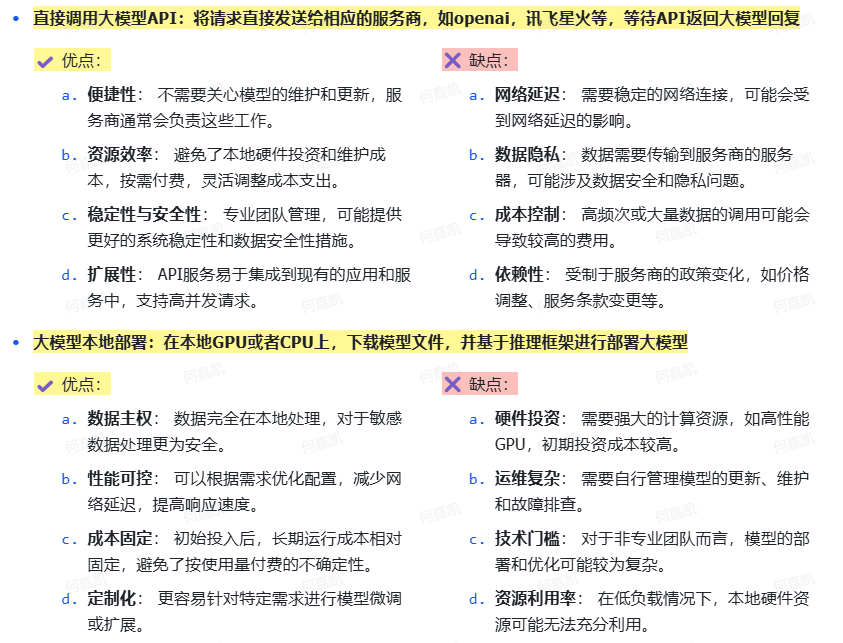 直接调用大模型API：将请求直接发送给相应的服务商，如openai，讯飞星火等，等待API返回大模型回复
优点：
a. 便捷性： 不需要关心模型的维护和更新，服
务商通常会负责这些工作。
b. 资源效率： 避免了本地硬件投资和维护成
本，按需付费，灵活调整成本支出。
c. 稳定性与安全性： 专业团队管理，可能提供
更好的系统稳定性和数据安全性措施。
d. 扩展性： API服务易于集成到现有的应用和服
务中，支持高并发请求。
缺点：
a. 网络延迟： 需要稳定的网络连接，可能会受
到网络延迟的影响。
b. 数据隐私： 数据需要传输到服务商的服务
器，可能涉及数据安全和隐私问题。
c. 成本控制： 高频次或大量数据的调用可能会
导致较高的费用。
d. 依赖性： 受制于服务商的政策变化，如价格
调整、服务条款变更等。
大模型本地部署：在本地GPU或者CPU上，下载模型文件，并基于推理框架进行部署大模型
优点：
a. 数据主权： 数据完全在本地处理，对于敏感
数据处理更为安全。
b. 性能可控： 可以根据需求优化配置，减少网
络延迟，提高响应速度。
c. 成本固定： 初始投入后，长期运行成本相对
固定，避免了按使用量付费的不确定性。
d. 定制化： 更容易针对特定需求进行模型微调
或扩展。
缺点：
a. 硬件投资： 需要强大的计算资源，如高性能
GPU，初期投资成本较高。
b. 运维复杂： 需要自行管理模型的更新、维护
和故障排查。
c. 技术门槛： 对于非专业团队而言，模型的部
署和优化可能较为复杂。
d. 资源利用率： 在低负载情况下，本地硬件资
源可能无法充分利用。
何嘉凯